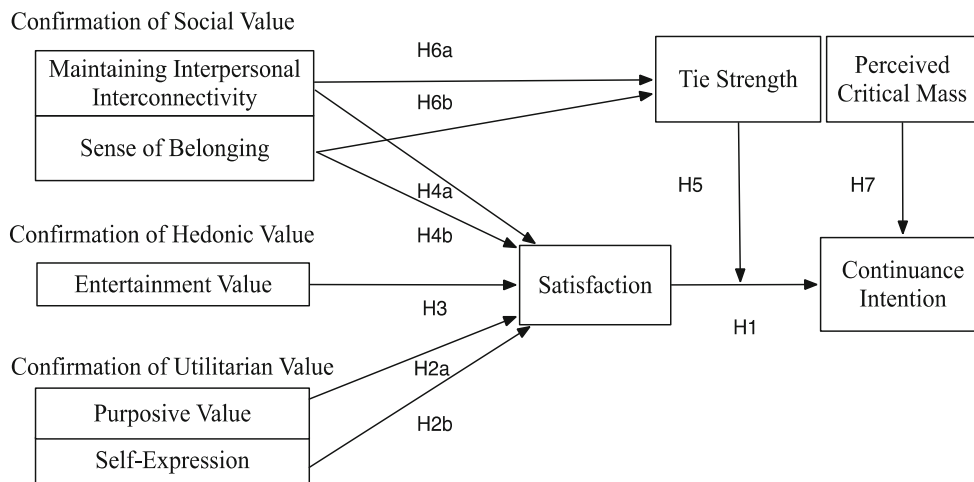 Confirmation of Social Value
Maintaining Interpersonal
Interconnectivity
Sense of Belonging
H6a
H6b
Tie Strength
Perceived
Critical Mass
H4a
H4b
H5
H7
Confirmation of Hedonic Value
Entertainment Value
H3
Satisfaction
H1
Continuance
Intention
Confirmation of Utilitarian Value
Purposive Value
Self-Expression
H2a
H2b